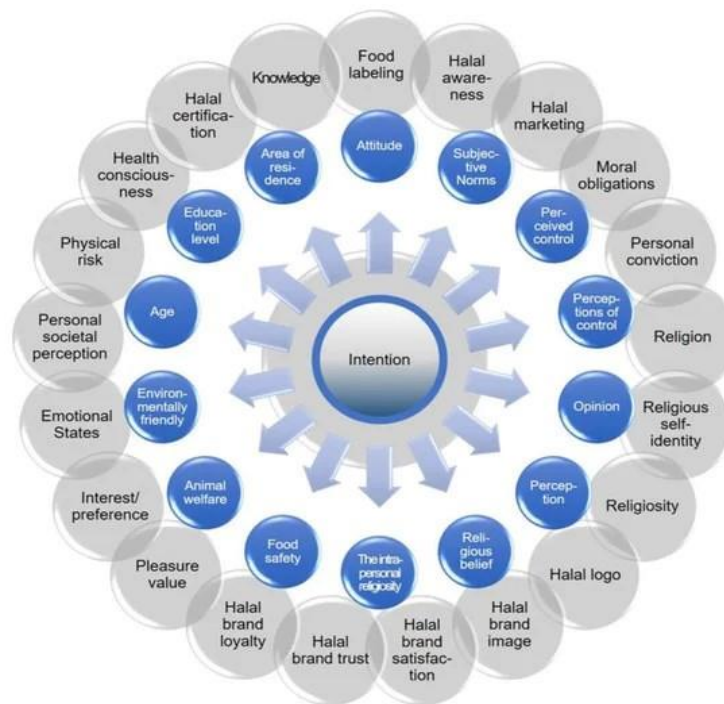 Food
labeling
Halal
aware-
ness
Halal
marketing
Moral
obligations
Personal
conviction
Religion
Religious
self-
identity
Religiosity
Halal logo
Halal
brand
image
Halal
brand
satisfac-
tion
Halal
brand trust
Halal
brand
loyalty
Pleasure
value
Interest/
preference
Emotional
States
Personal
societal
perception
Physical
risk
Health
conscious-
ness
Halal
certifica-
tion
Knowledge
Attitude
Subjective
Norms
Per-
ceived
control
Percep-
tions of
control
Opinion
Percep-
tion
Reli-
gious
belief
The intra-
personal
religiosity
Food
safety
Animal
welfare
Environ-
mentally
friendly
Age
Educa-
tion
level
Area of
resi-
dence
Intention